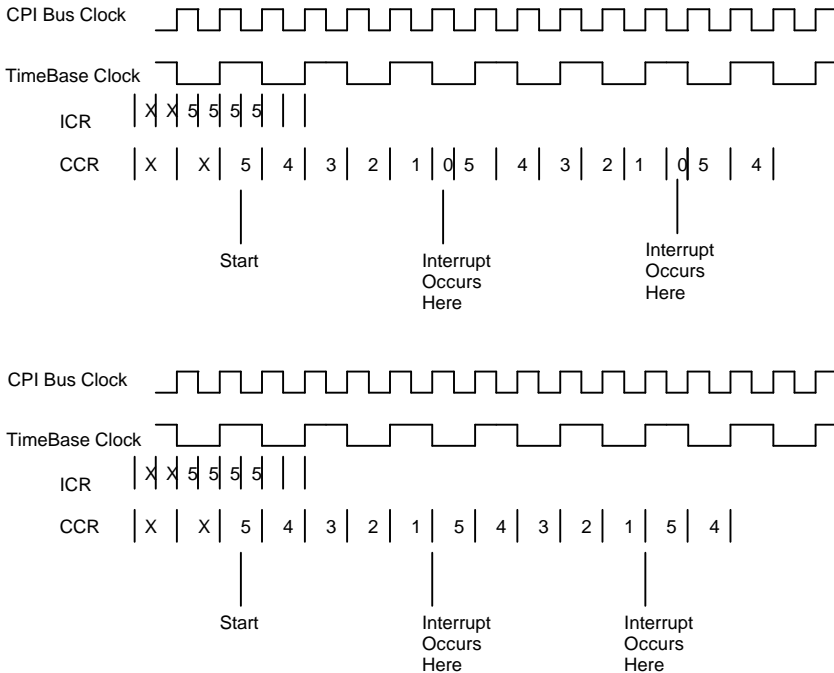 CPI Bus Clock
TimeBase Clock
ICR X X 5 5 5 5
CCR X X 5 4 3 2 1 0 5 4 3 2 1 0 5 4
Start
Interrupt
Occurs
Here
Interrupt
Occurs
Here
CPI Bus Clock
TimeBase Clock
ICR X X 5 5 5 5
CCR X X 5 4 3 2 1 5 4 3 2 1 5 4
Start
Interrupt
Occurs
Here
Interrupt
Occurs
Here